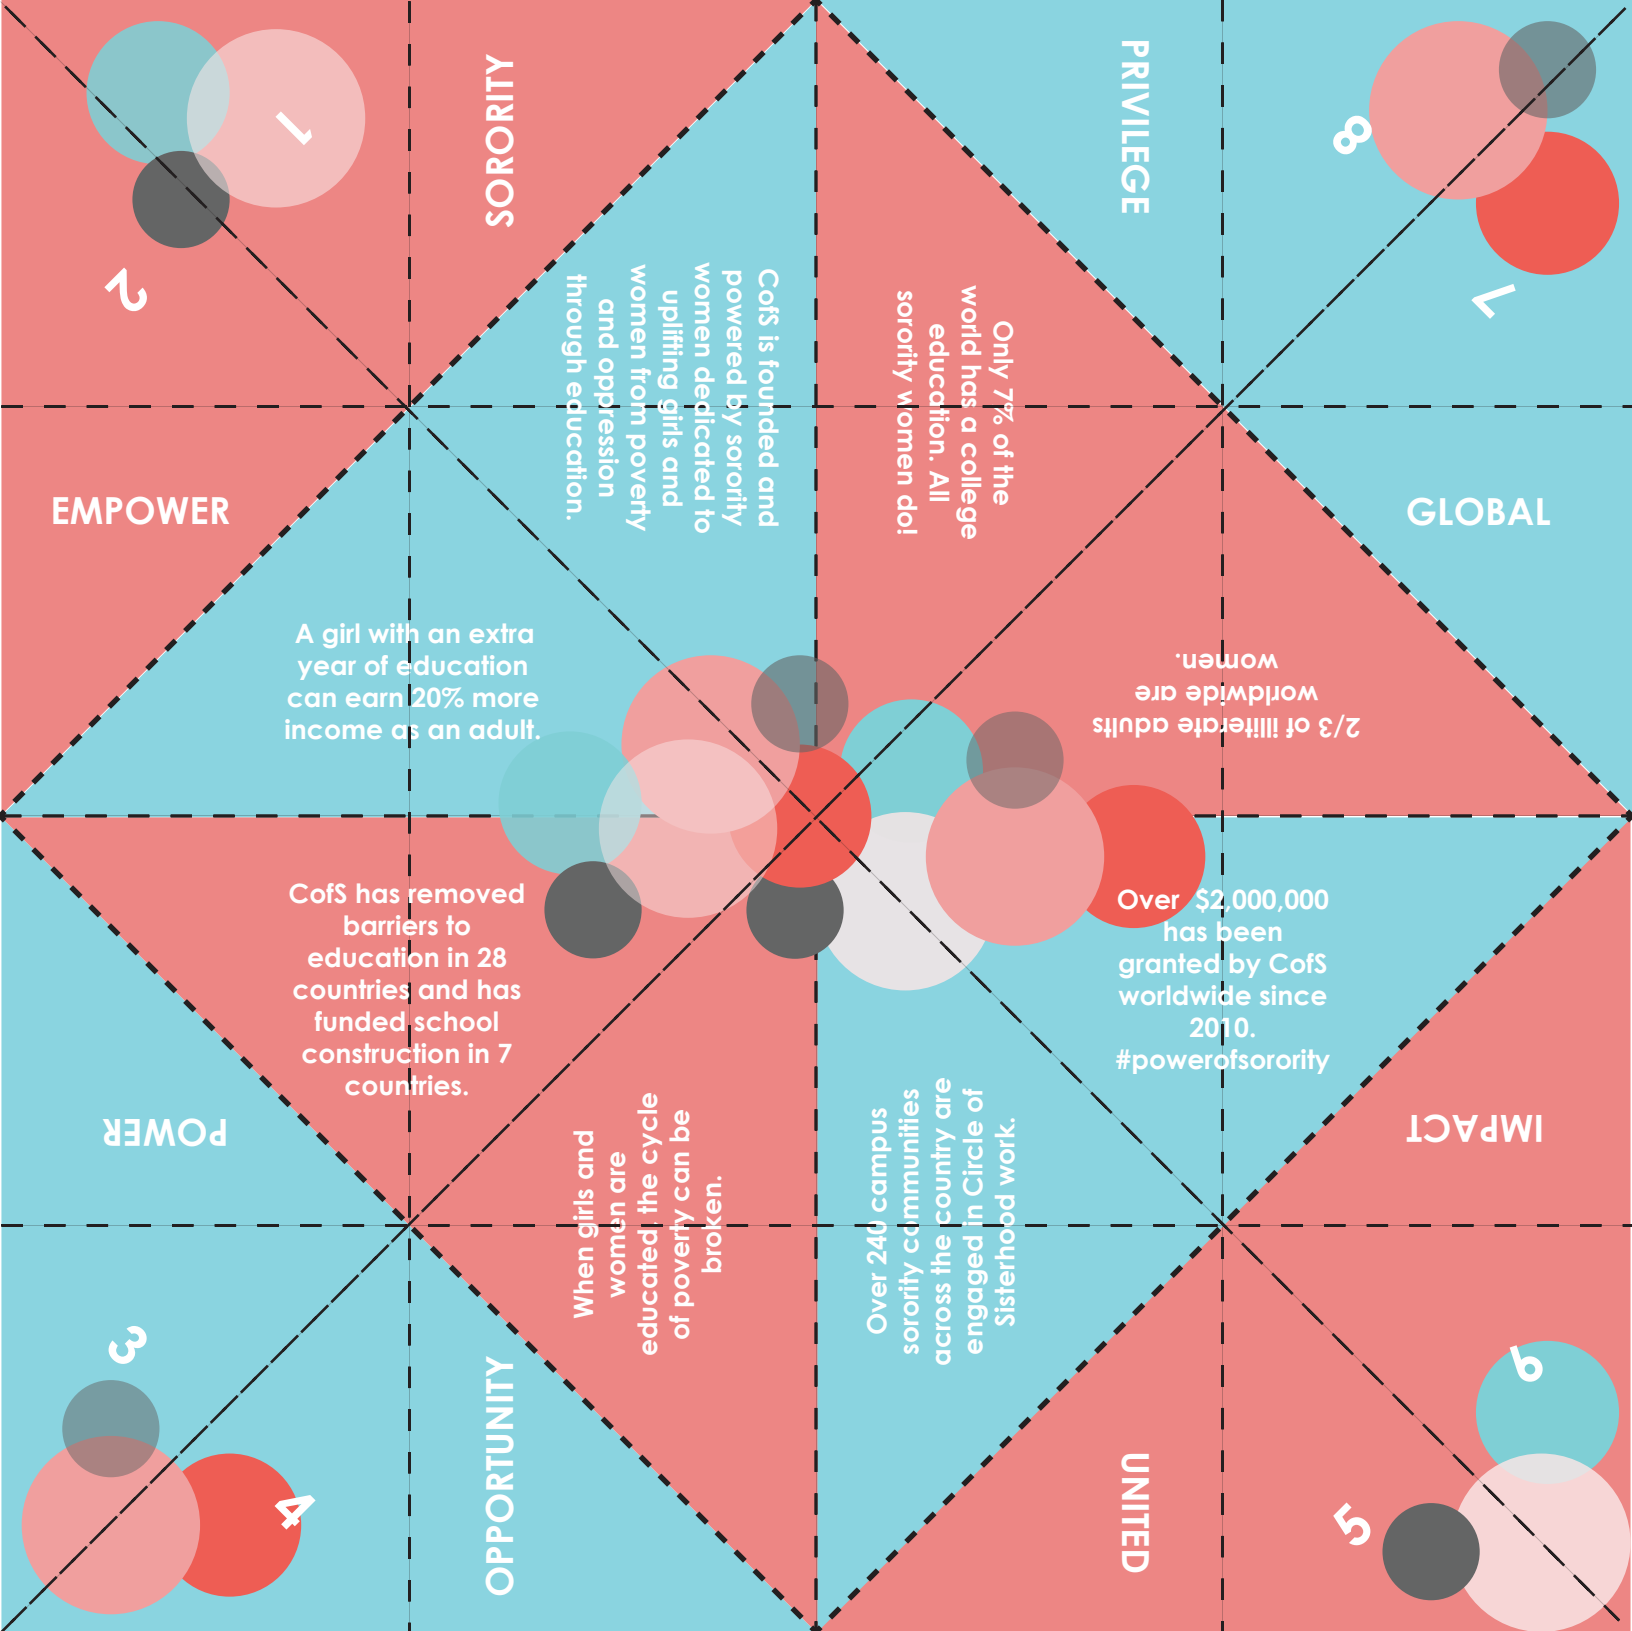 1
2
SORORITY
PRIVILEGE
8
7
EMPOWER
GLOBAL
CofS is founded and
powered by sorority
women dedicated to
uplifting girls and
women from poverty
and oppression
through education.
Only 7% of the
world has a college
education. All
sorority women do!
A girl with an extra
year of education
can earn 20% more
income as an adult.
2/3 of illiterate adults
worldwide are
women.
CofS has removed
barriers to
education in 28
countries and has
funded school
construction in 7
countries.
Over $2,000,000
has been
granted by CofS
worldwide since
2010.
#powerofsorority
POWER
IMPACT
When girls and
women are
educated, the cycle
of poverty can be
broken.
Over 240 campus
sorority communities
across the country are
engaged in Circle of
Sisterhood work.
3
4
OPPORTUNITY
UNITED
6
5